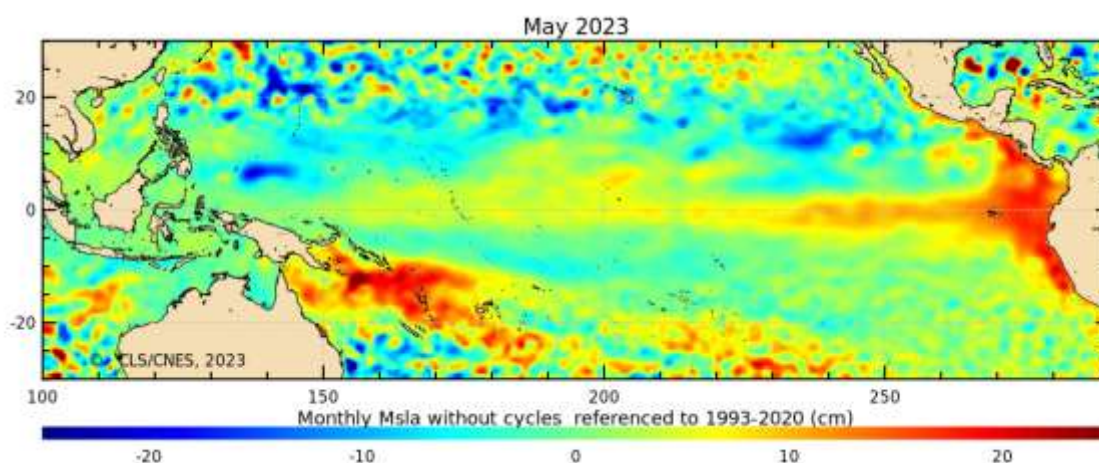 May 2023
20
0
-20
© CLS/CNES, 2023
100 150 200 250
Monthly Msla without cycles referenced to 1993-2020 (cm)
-20 -10 0 10 20